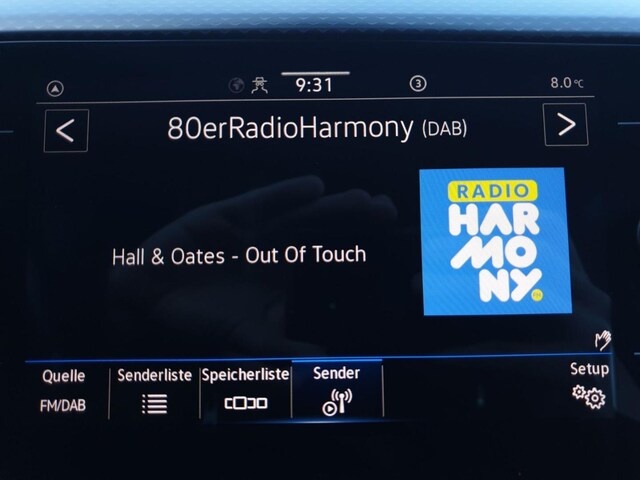 9:31
3
8.0°C
<
80erRadioHarmony (DAB)
>
RADIO
HAR
MO
NY
Hall & Oates - Out Of Touch
Quelle
Senderliste
Speicherliste
Sender
Setup
FM/DAB